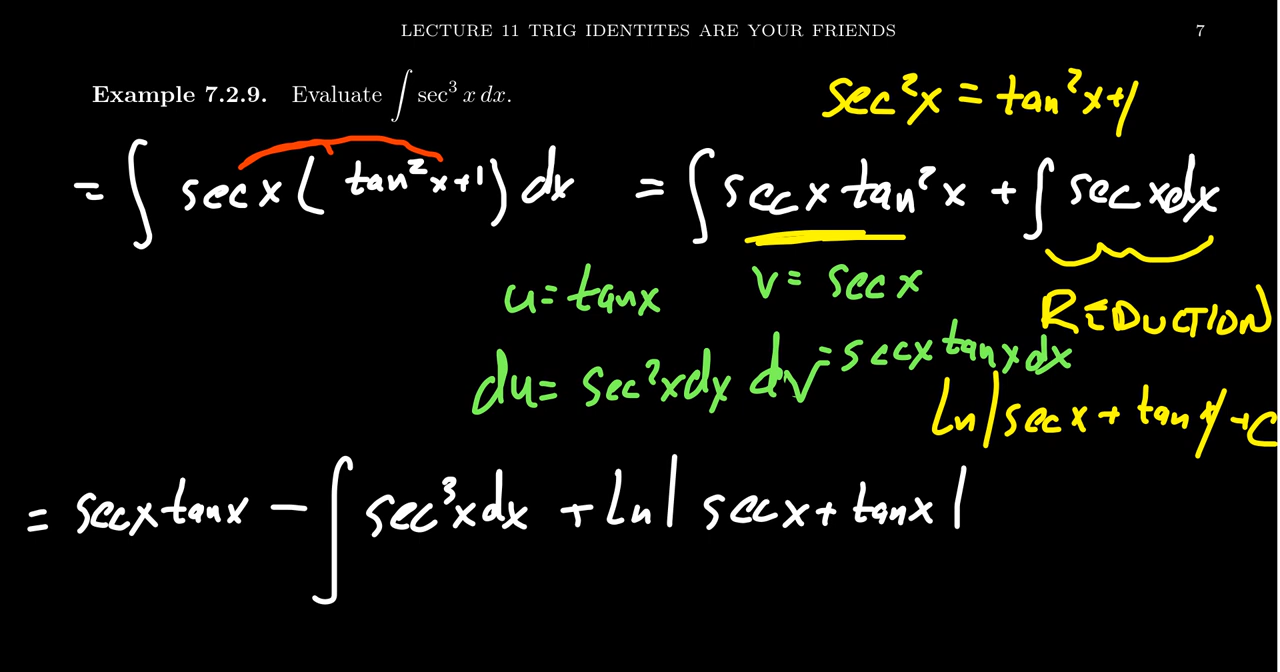 LECTURE 11 TRIG IDENTITES ARE YOUR FRIENDS 7
Example 7.2.9. Evaluate ∫ sec³ x dx.
sec²x = tan²x+1
= ∫ sec x ( tan²x+1 ) dx = ∫ sec x tan²x + ∫ sec x dx
u = tan x v = sec x
REDUCTION
du = sec²x dx dv = sec x tan x dx
ln |sec x + tan x| + C
= sec x tan x − ∫ sec³x dx + ln | sec x + tan x |